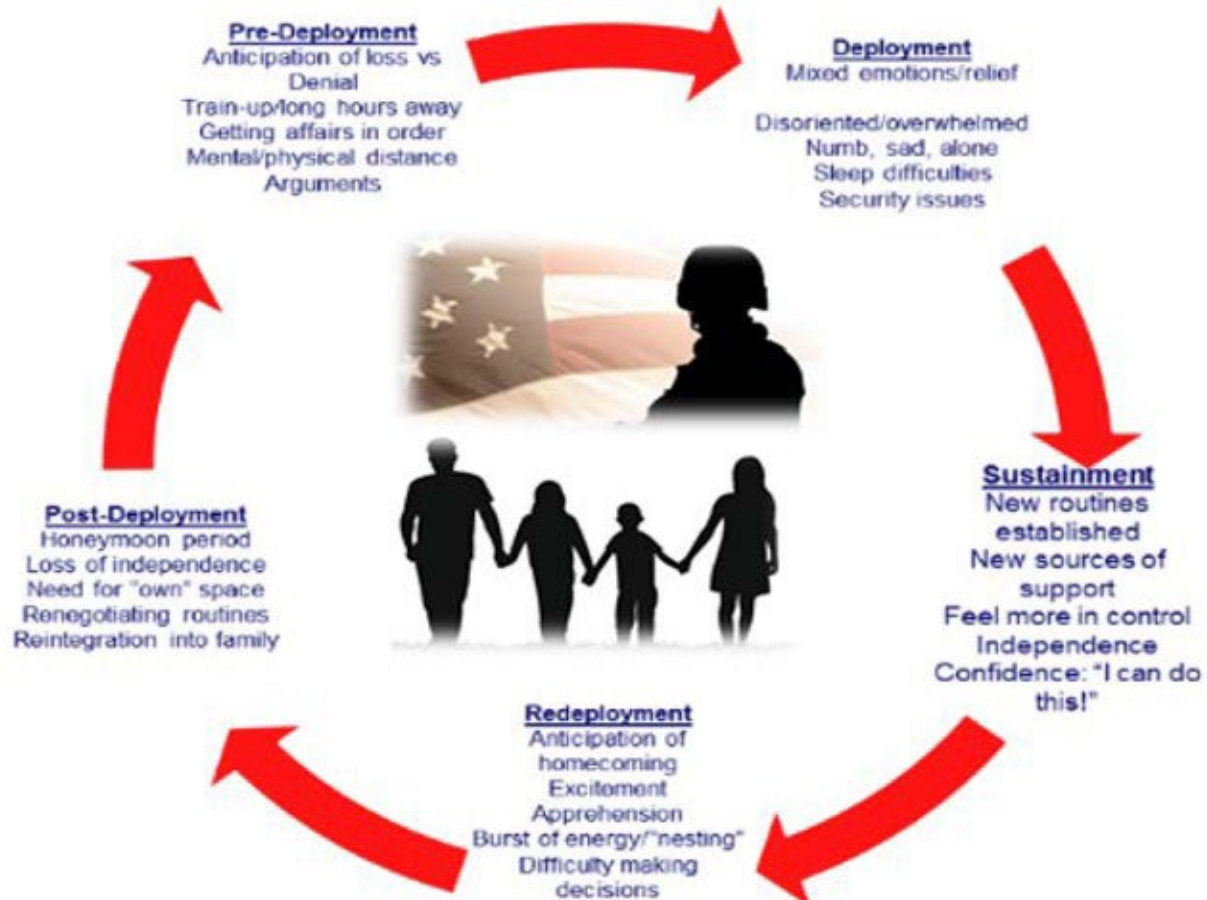 Pre-Deployment
Anticipation of loss vs
Denial
Train-up/long hours away
Getting affairs in order
Mental/physical distance
Arguments
Deployment
Mixed emotions/relief
Disoriented/overwhelmed
Numb, sad, alone
Sleep difficulties
Security issues
Sustainment
New routines
established
New sources of
support
Feel more in control
Independence
Confidence: "I can do
this!"
Redeployment
Anticipation of
homecoming
Excitement
Apprehension
Burst of energy/"nesting"
Difficulty making
decisions
Post-Deployment
Honeymoon period
Loss of independence
Need for "own" space
Renegotiating routines
Reintegration into family